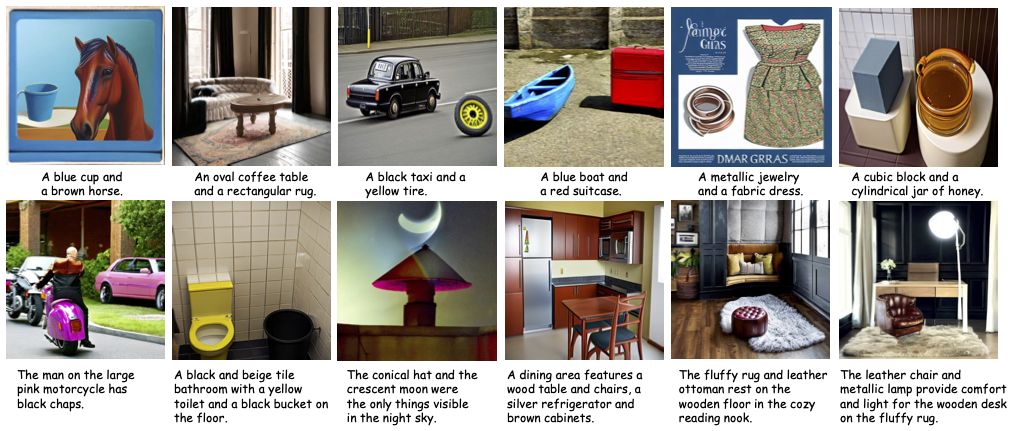 Jaimer
Grras
DMAR GRRAS
A blue cup and
a brown horse.
An oval coffee table
and a rectangular rug.
A black taxi and a
yellow tire.
A blue boat and
a red suitcase.
A metallic jewelry
and a fabric dress.
A cubic block and a
cylindrical jar of honey.
The man on the large
pink motorcycle has
black chaps.
A black and beige tile
bathroom with a yellow
toilet and a black bucket on
the floor.
The conical hat and the
crescent moon were
the only things visible
in the night sky.
A dining area features a
wood table and chairs, a
silver refrigerator and
brown cabinets.
The fluffy rug and leather
ottoman rest on the
wooden floor in the cozy
reading nook.
The leather chair and
metallic lamp provide comfort
and light for the wooden desk
on the fluffy rug.